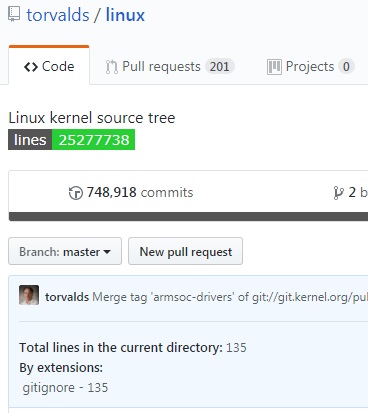 torvalds / linux
Code Pull requests 201 Projects 0
Linux kernel source tree
lines 25277738
748,918 commits 2 b
Branch: master New pull request
torvalds Merge tag 'armsoc-drivers' of git://git.kernel.org/pu
Total lines in the current directory: 135
By extensions:
gitignore - 135